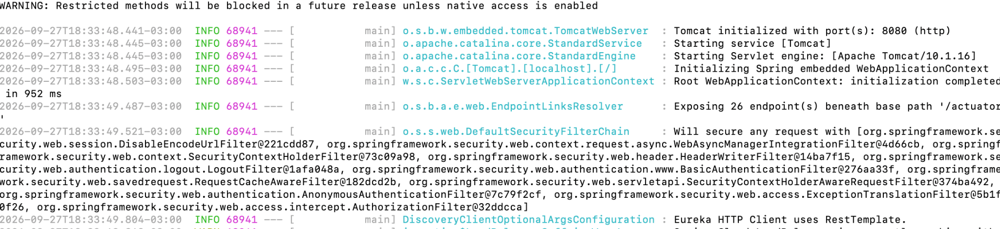 WARNING: Restricted methods will be blocked in a future release unless native access is enabled
2026-09-27T18:33:48.441-03:00  INFO 68941 --- [           main] o.s.b.w.embedded.tomcat.TomcatWebServer  : Tomcat initialized with port(s): 8080 (http)
2026-09-27T18:33:48.445-03:00  INFO 68941 --- [           main] o.apache.catalina.core.StandardService   : Starting service [Tomcat]
2026-09-27T18:33:48.445-03:00  INFO 68941 --- [           main] o.apache.catalina.core.StandardEngine    : Starting Servlet engine: [Apache Tomcat/10.1.16]
2026-09-27T18:33:48.495-03:00  INFO 68941 --- [           main] o.a.c.c.C.[Tomcat].[localhost].[/]       : Initializing Spring embedded WebApplicationContext
2026-09-27T18:33:48.503-03:00  INFO 68941 --- [           main] w.s.c.ServletWebServerApplicationContext : Root WebApplicationContext: initialization completed
 in 952 ms
2026-09-27T18:33:49.487-03:00  INFO 68941 --- [           main] o.s.b.a.e.web.EndpointLinksResolver      : Exposing 26 endpoint(s) beneath base path '/actuator
'
2026-09-27T18:33:49.521-03:00  INFO 68941 --- [           main] o.s.s.web.DefaultSecurityFilterChain     : Will secure any request with [org.springframework.se
curity.web.session.DisableEncodeUrlFilter@221cdd87, org.springframework.security.web.context.request.async.WebAsyncManagerIntegrationFilter@4d66cb, org.springf
ramework.security.web.context.SecurityContextHolderFilter@73c09a98, org.springframework.security.web.header.HeaderWriterFilter@14ba7f15, org.springframework.se
curity.web.authentication.logout.LogoutFilter@1afa048a, org.springframework.security.web.authentication.www.BasicAuthenticationFilter@276aa33f, org.springframe
work.security.web.savedrequest.RequestCacheAwareFilter@182dcd2b, org.springframework.security.web.servletapi.SecurityContextHolderAwareRequestFilter@374ba492,
org.springframework.security.web.authentication.AnonymousAuthenticationFilter@7c79f2cf, org.springframework.security.web.access.ExceptionTranslationFilter@5b1f
0f26, org.springframework.security.web.access.intercept.AuthorizationFilter@32ddcca]
2026-09-27T18:33:49.804-03:00  INFO 68941 --- [           main] DiscoveryClientOptionalArgsConfiguration : Eureka HTTP Client uses RestTemplate.